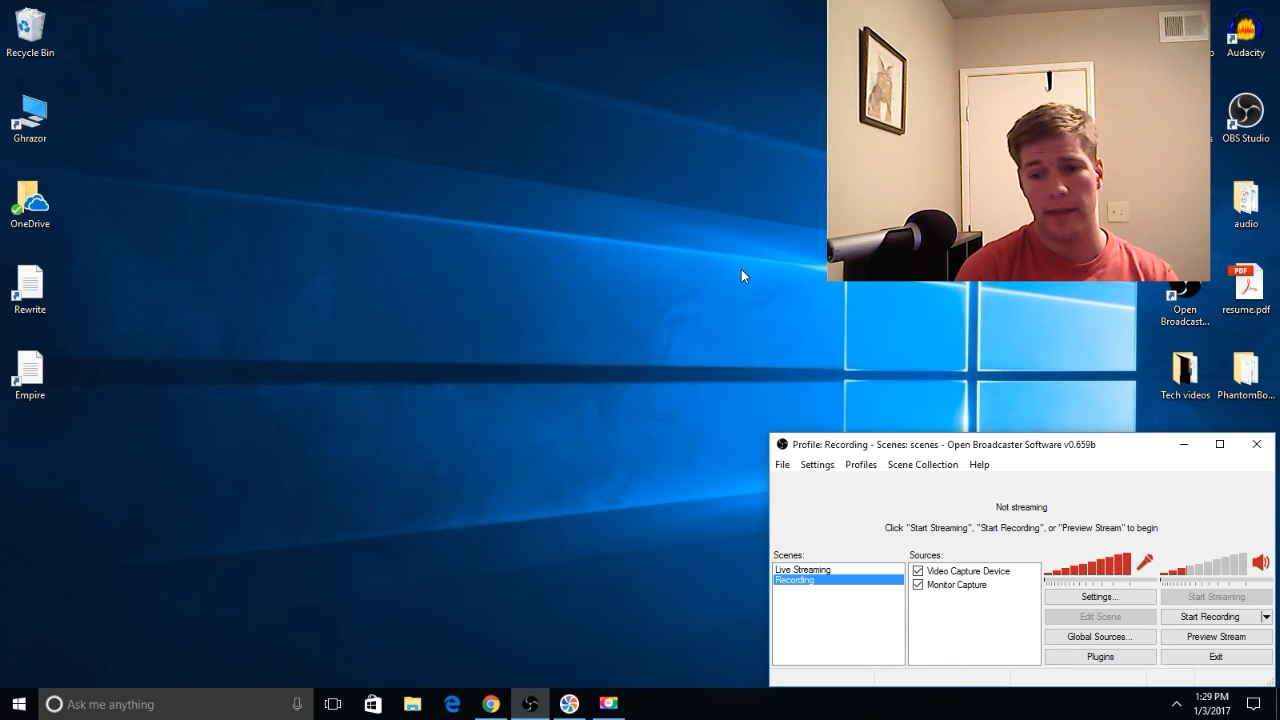 Recycle Bin
Ghrazor
OneDrive
Rewrite
Empire
Audacity
OBS Studio
audio
Open
Broadcast...
PDF
resume.pdf
Tech videos
PhantomBo...
Profile: Recording - Scenes: scenes - Open Broadcaster Software v0.659b
File Settings Profiles Scene Collection Help
Not streaming
Click "Start Streaming", "Start Recording", or "Preview Stream" to begin
Scenes:
Live Streaming
Recording
Sources:
Video Capture Device
Monitor Capture
Settings...
Start Streaming
Edit Scene
Start Recording
Global Sources...
Preview Stream
Plugins
Exit
Ask me anything
1:29 PM
1/3/2017